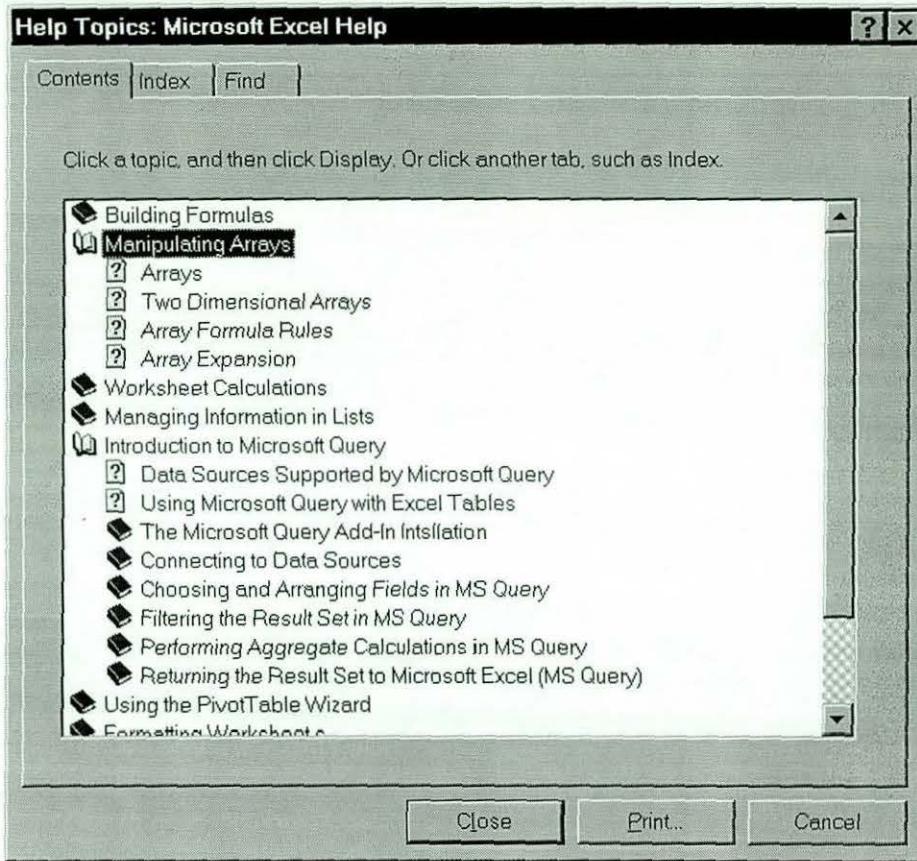 Help Topics: Microsoft Excel Help
Contents Index Find
Click a topic, and then click Display. Or click another tab, such as Index.
Building Formulas
Manipulating Arrays
Arrays
Two Dimensional Arrays
Array Formula Rules
Array Expansion
Worksheet Calculations
Managing Information in Lists
Introduction to Microsoft Query
Data Sources Supported by Microsoft Query
Using Microsoft Query with Excel Tables
The Microsoft Query Add-In Intsllation
Connecting to Data Sources
Choosing and Arranging Fields in MS Query
Filtering the Result Set in MS Query
Performing Aggregate Calculations in MS Query
Returning the Result Set to Microsoft Excel (MS Query)
Using the PivotTable Wizard
Formatting Worksheet s
Close Print... Cancel